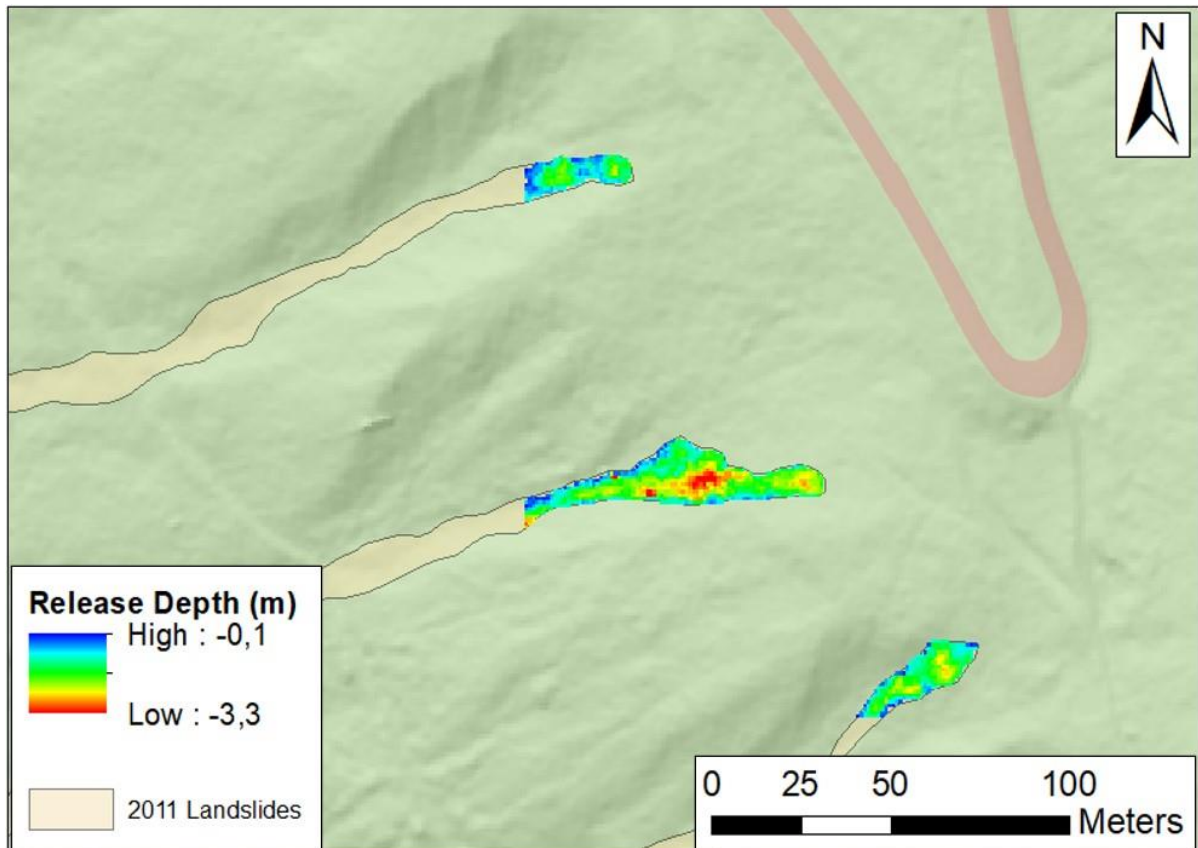 N
Release Depth (m)
High : -0,1
Low : -3,3
2011 Landslides
0 25 50 100
Meters